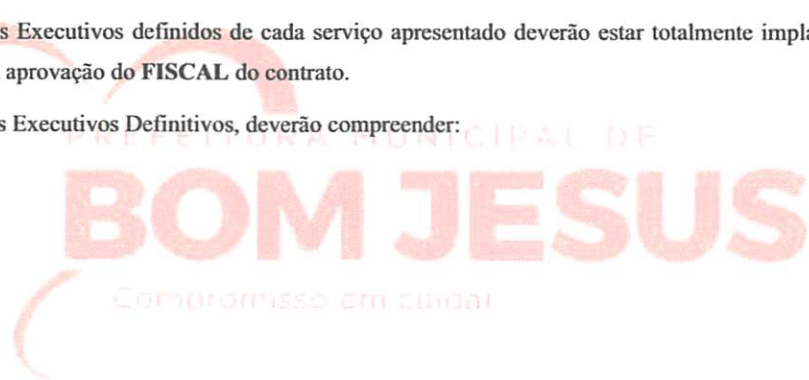 s Executivos definidos de cada serviço apresentado deverão estar totalmente impla
aprovação do FISCAL do contrato.
s Executivos Definitivos, deverão compreender:
PREFEITURA MUNICIPAL DE
BOM JESUS
Compromisso em cuidar